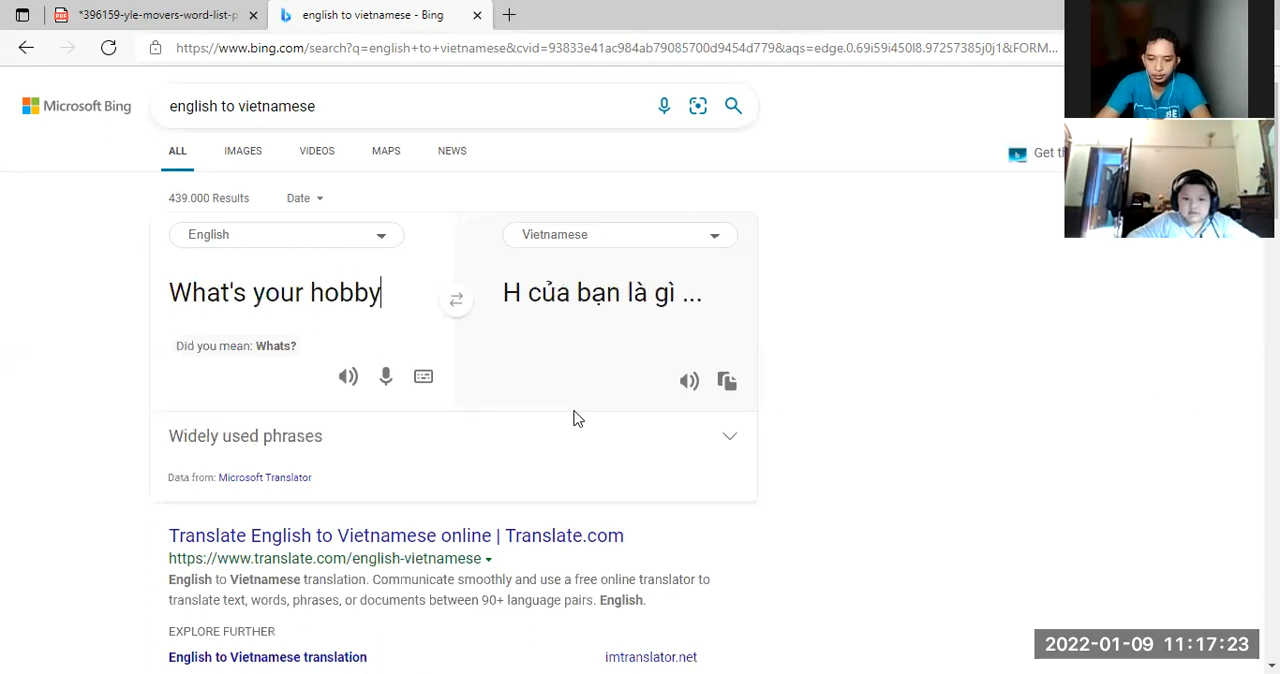 *396159-yle-movers-word-list-p
english to vietnamese - Bing
https://www.bing.com/search?q=english+to+vietnamese&cvid=93833e41ac984ab79085700d9454d779&aqs=edge.0.69i59i450l8.97257385j0j1&FORM...
Microsoft Bing
english to vietnamese
ALL
IMAGES
VIDEOS
MAPS
NEWS
Get th
439.000 Results
Date
English
Vietnamese
What's your hobby
H của bạn là gì ...
Did you mean: Whats?
Widely used phrases
Data from: Microsoft Translator
Translate English to Vietnamese online | Translate.com
https://www.translate.com/english-vietnamese
English to Vietnamese translation. Communicate smoothly and use a free online translator to
translate text, words, phrases, or documents between 90+ language pairs. English.
EXPLORE FURTHER
English to Vietnamese translation
imtranslator.net
2022-01-09 11:17:23